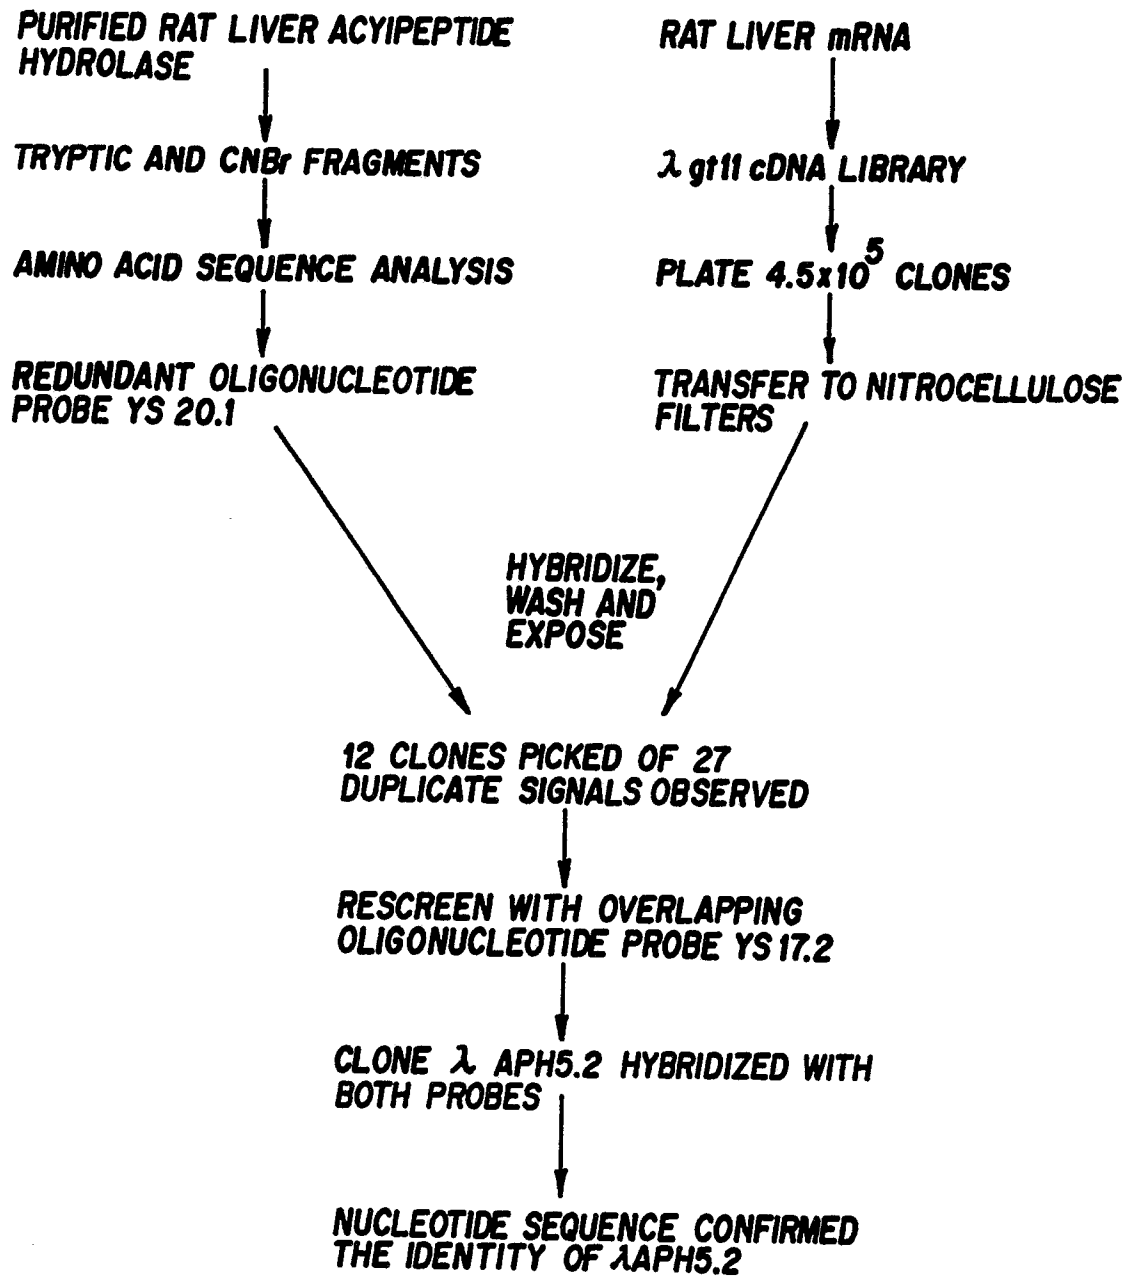 PURIFIED RAT LIVER ACYIPEPTIDE
HYDROLASE
TRYPTIC AND CNBr FRAGMENTS
AMINO ACID SEQUENCE ANALYSIS
REDUNDANT OLIGONUCLEOTIDE
PROBE YS 20.1
RAT LIVER mRNA
λ gt11 cDNA LIBRARY
PLATE 4.5x10⁵ CLONES
TRANSFER TO NITROCELLULOSE
FILTERS
HYBRIDIZE,
WASH AND
EXPOSE
12 CLONES PICKED OF 27
DUPLICATE SIGNALS OBSERVED
RESCREEN WITH OVERLAPPING
OLIGONUCLEOTIDE PROBE YS 17.2
CLONE λ APH5.2 HYBRIDIZED WITH
BOTH PROBES
NUCLEOTIDE SEQUENCE CONFIRMED
THE IDENTITY OF λAPH5.2